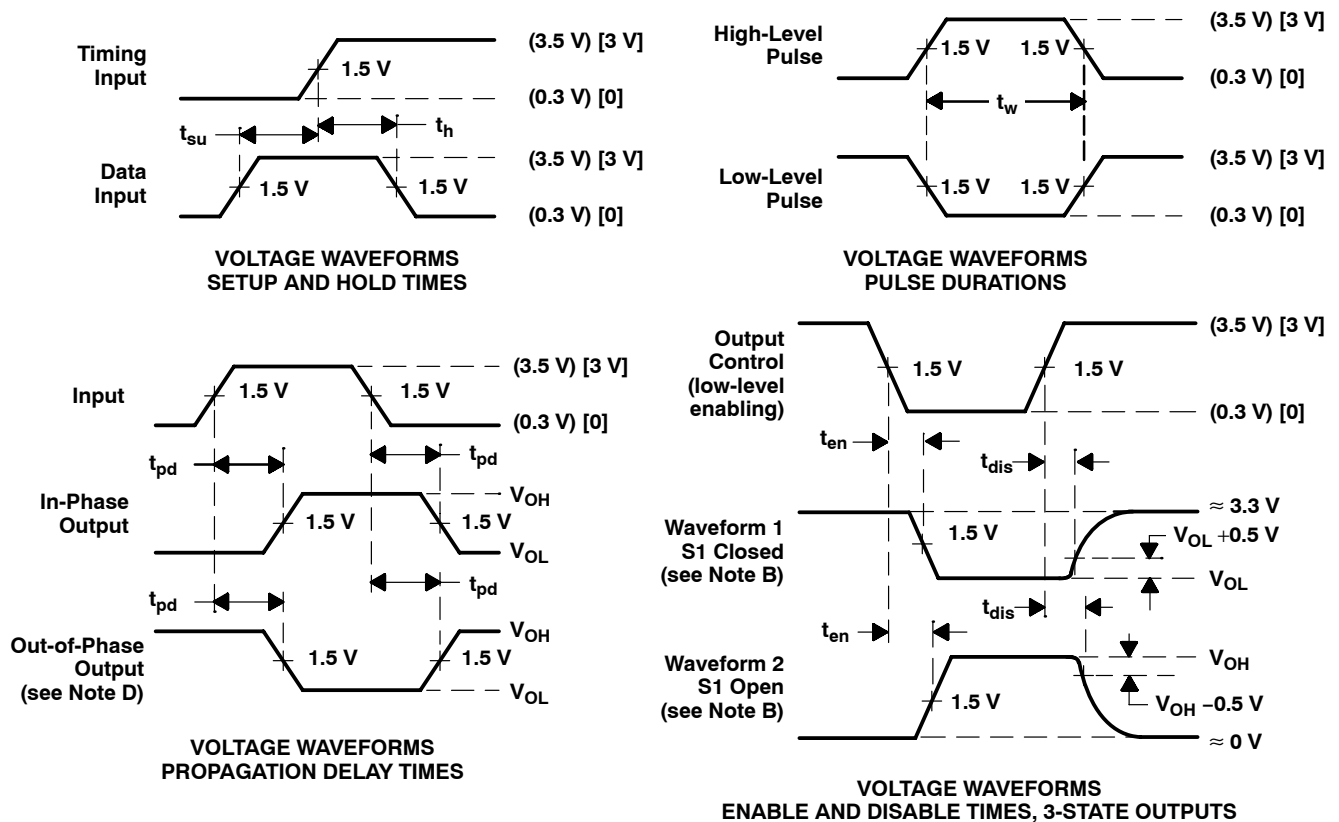 Timing
Input
1.5 V
(3.5 V) [3 V]
(0.3 V) [0]
tsu
th
Data
Input
1.5 V
1.5 V
(3.5 V) [3 V]
(0.3 V) [0]
VOLTAGE WAVEFORMS
SETUP AND HOLD TIMES
High-Level
Pulse
1.5 V
1.5 V
(3.5 V) [3 V]
(0.3 V) [0]
tw
Low-Level
Pulse
1.5 V
1.5 V
(3.5 V) [3 V]
(0.3 V) [0]
VOLTAGE WAVEFORMS
PULSE DURATIONS
Input
1.5 V
1.5 V
(3.5 V) [3 V]
(0.3 V) [0]
tpd
tpd
In-Phase
Output
1.5 V
1.5 V
VOH
VOL
tpd
tpd
Out-of-Phase
Output
(see Note D)
1.5 V
1.5 V
VOH
VOL
VOLTAGE WAVEFORMS
PROPAGATION DELAY TIMES
Output
Control
(low-level
enabling)
1.5 V
1.5 V
(3.5 V) [3 V]
(0.3 V) [0]
ten
tdis
Waveform 1
S1 Closed
(see Note B)
1.5 V
≈ 3.3 V
VOL +0.5 V
VOL
ten
tdis
Waveform 2
S1 Open
(see Note B)
1.5 V
VOH
VOH −0.5 V
≈ 0 V
VOLTAGE WAVEFORMS
ENABLE AND DISABLE TIMES, 3-STATE OUTPUTS